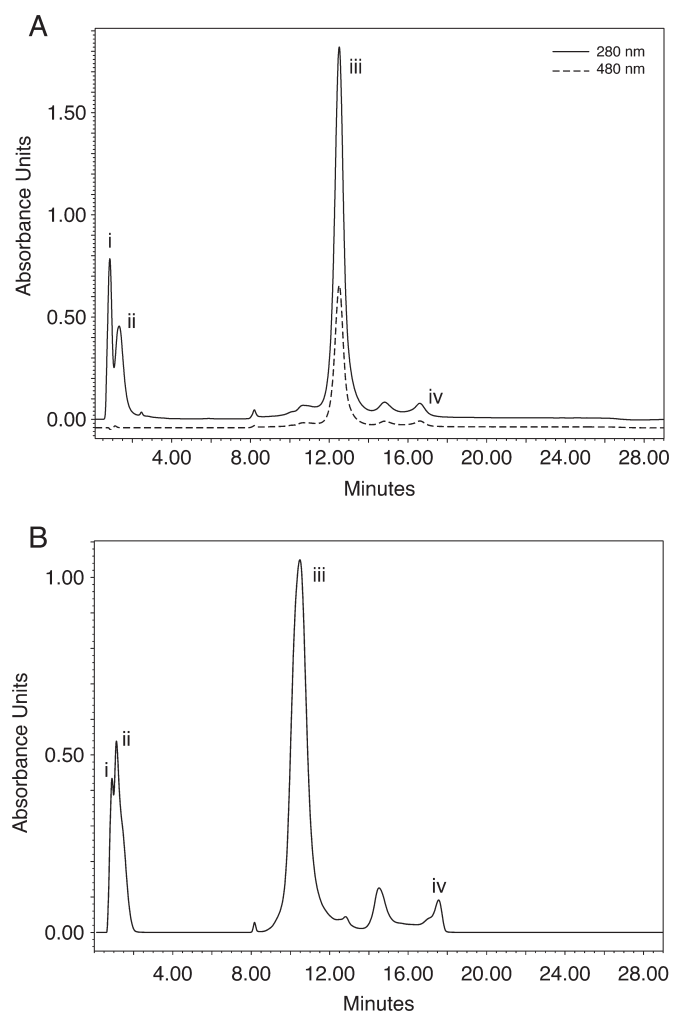 A
280 nm
480 nm
iii
1.50
Absorbance Units
1.00
i
0.50
ii
iv
0.00
4.00 8.00 12.00 16.00 20.00 24.00 28.00
Minutes
B
1.00
iii
Absorbance Units
ii
i
0.50
iv
0.00
4.00 8.00 12.00 16.00 20.00 24.00 28.00
Minutes